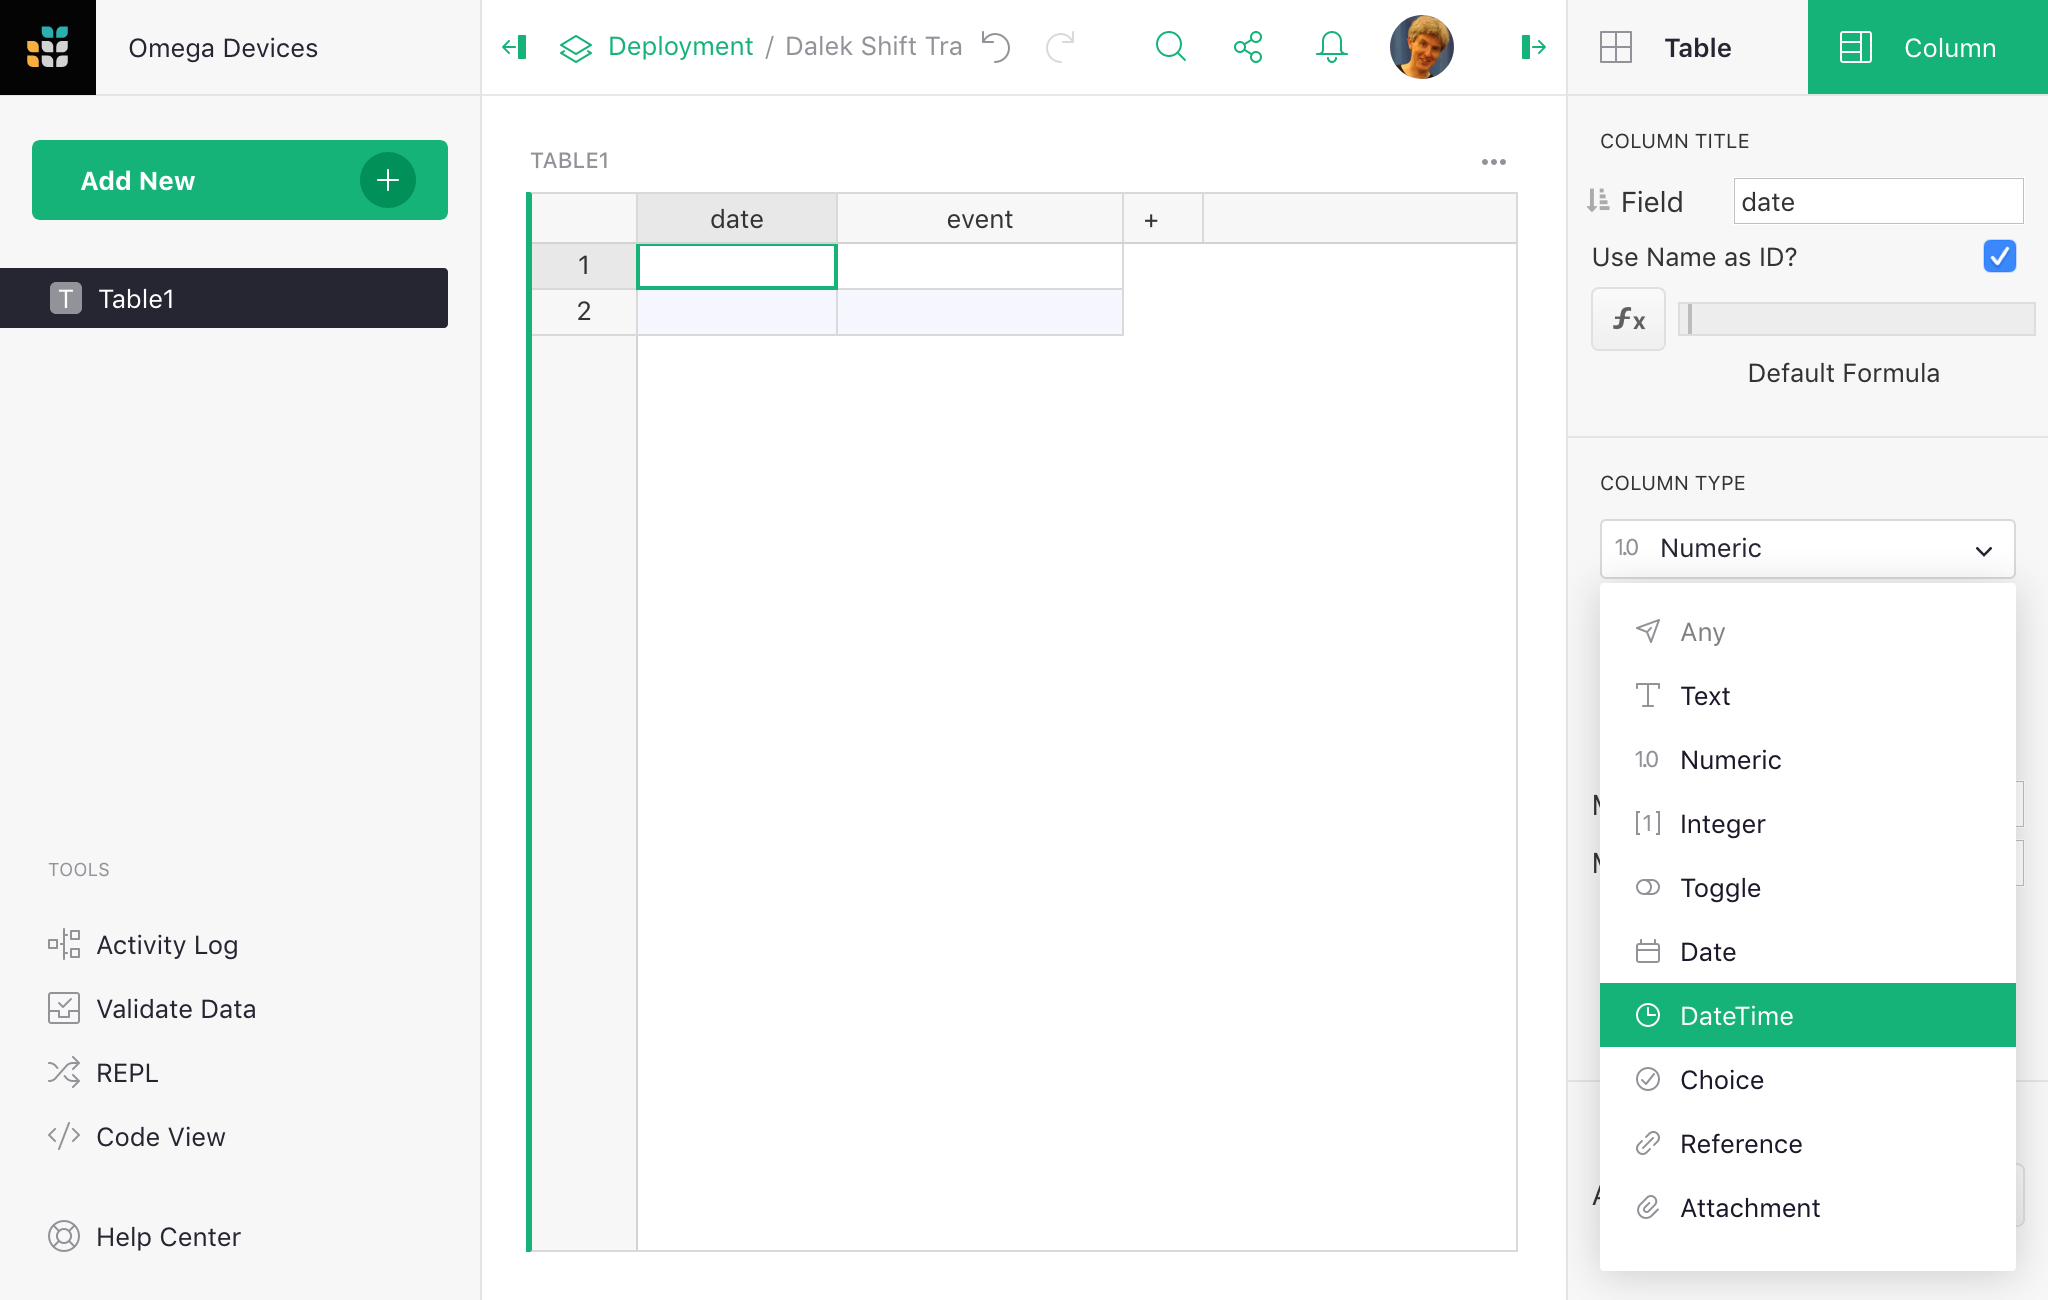 Omega Devices
Add New
Table1
TOOLS
Activity Log
Validate Data
REPL
Code View
Help Center
Deployment / Dalek Shift Tra
TABLE1
date event +
1
2
Table Column
COLUMN TITLE
Field date
Use Name as ID?
fx
Default Formula
COLUMN TYPE
1.0 Numeric
Any
Text
1.0 Numeric
[1] Integer
Toggle
Date
DateTime
Choice
Reference
Attachment